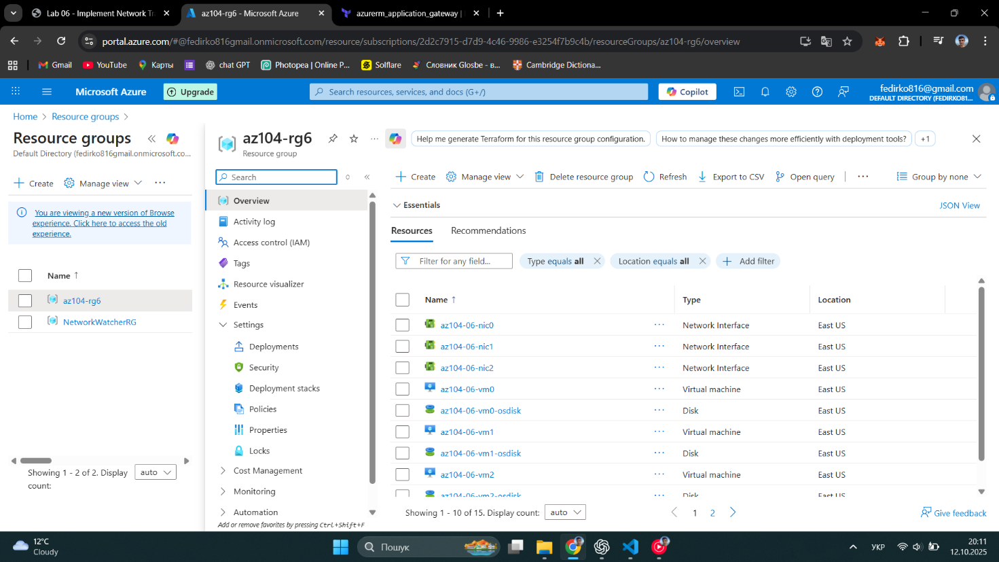 Lab 06 - Implement Network Tr
az104-rg6 - Microsoft Azure
azurerm_application_gateway |
portal.azure.com/#@fedirko816gmail.onmicrosoft.com/resource/subscriptions/2d2c7915-d7d9-4c46-9986-e3254f7b9c4b/resourceGroups/az104-rg6/overview
Gmail
YouTube
Карты
chat GPT
Photopea | Online P...
Solflare
Словник Glosbe - в...
Cambridge Dictiona...
Microsoft Azure
Upgrade
Search resources, services, and docs (G+/)
Copilot
fedirko816@gmail.com
DEFAULT DIRECTORY (FEDIRKO81...
Home
Resource groups
Resource groups
Default Directory (fedirko816gmail.onmicrosoft.co...
Create
Manage view
You are viewing a new version of Browse
experience. Click here to access the old
experience.
Name ↑
az104-rg6
NetworkWatcherRG
Showing 1 - 2 of 2. Display
count:
auto
az104-rg6
Resource group
Help me generate Terraform for this resource group configuration.
How to manage these changes more efficiently with deployment tools?
+1
Search
Overview
Activity log
Access control (IAM)
Tags
Resource visualizer
Events
Settings
Deployments
Security
Deployment stacks
Policies
Properties
Locks
Cost Management
Monitoring
Automation
Add or remove favorites by pressing Ctrl+Shift+F
Create
Manage view
Delete resource group
Refresh
Export to CSV
Open query
Group by none
Essentials
JSON View
Resources
Recommendations
Filter for any field...
Type equals all
Location equals all
Add filter
Name ↑
Type
Location
az104-06-nic0
Network Interface
East US
az104-06-nic1
Network Interface
East US
az104-06-nic2
Network Interface
East US
az104-06-vm0
Virtual machine
East US
az104-06-vm0-osdisk
Disk
East US
az104-06-vm1
Virtual machine
East US
az104-06-vm1-osdisk
Disk
East US
az104-06-vm2
Virtual machine
East US
az104-06-vm2-osdisk
Disk
East US
Showing 1 - 10 of 15. Display count:
auto
1
2
Give feedback
12°C
Cloudy
Пошук
УКР
20:11
12.10.2025